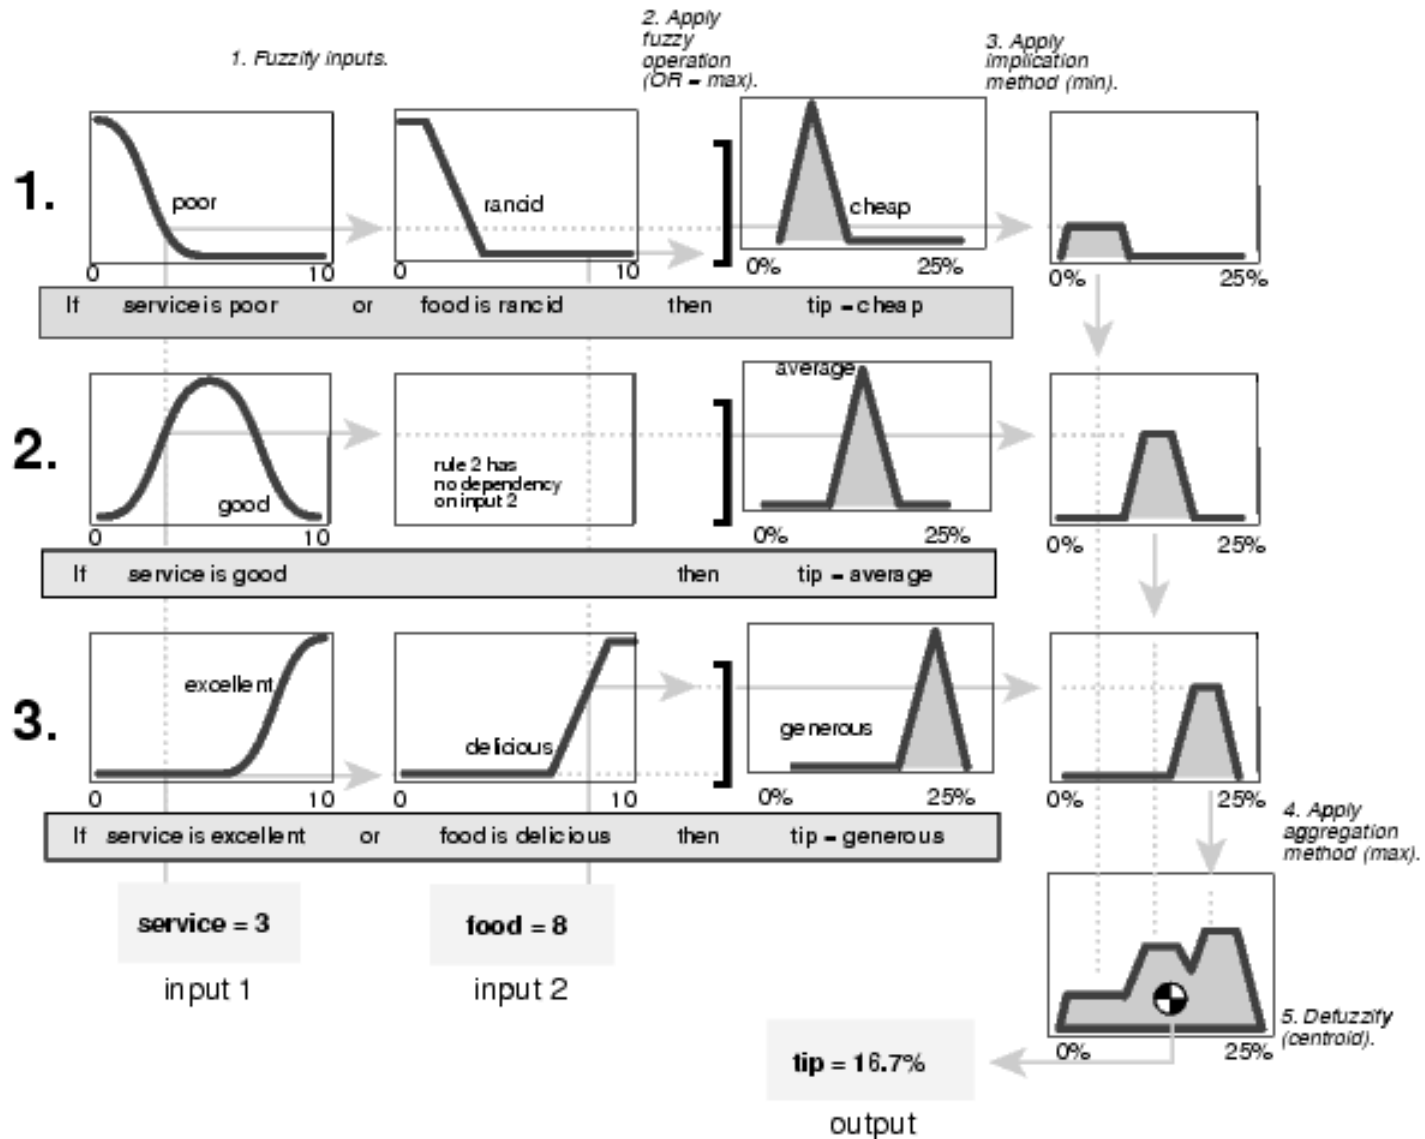 1. Fuzzify inputs.
2. Apply
fuzzy
operation
(OR = max).
3. Apply
implication
method (min).
1.
poor
rancid
cheap
0 10
0 10
0% 25%
0% 25%
If service is poor or food is rancid then tip = cheap
2.
good
rule 2 has
no dependency
on input 2
average
0 10
0% 25%
0% 25%
If service is good then tip = average
3.
excellent
delicious
generous
0 10
0 10
0% 25%
0% 25%
If service is excellent or food is delicious then tip = generous
4. Apply
aggregation
method (max).
service = 3
input 1
food = 8
input 2
0% 25%
5. Defuzzify
(centroid).
tip = 16.7%
output